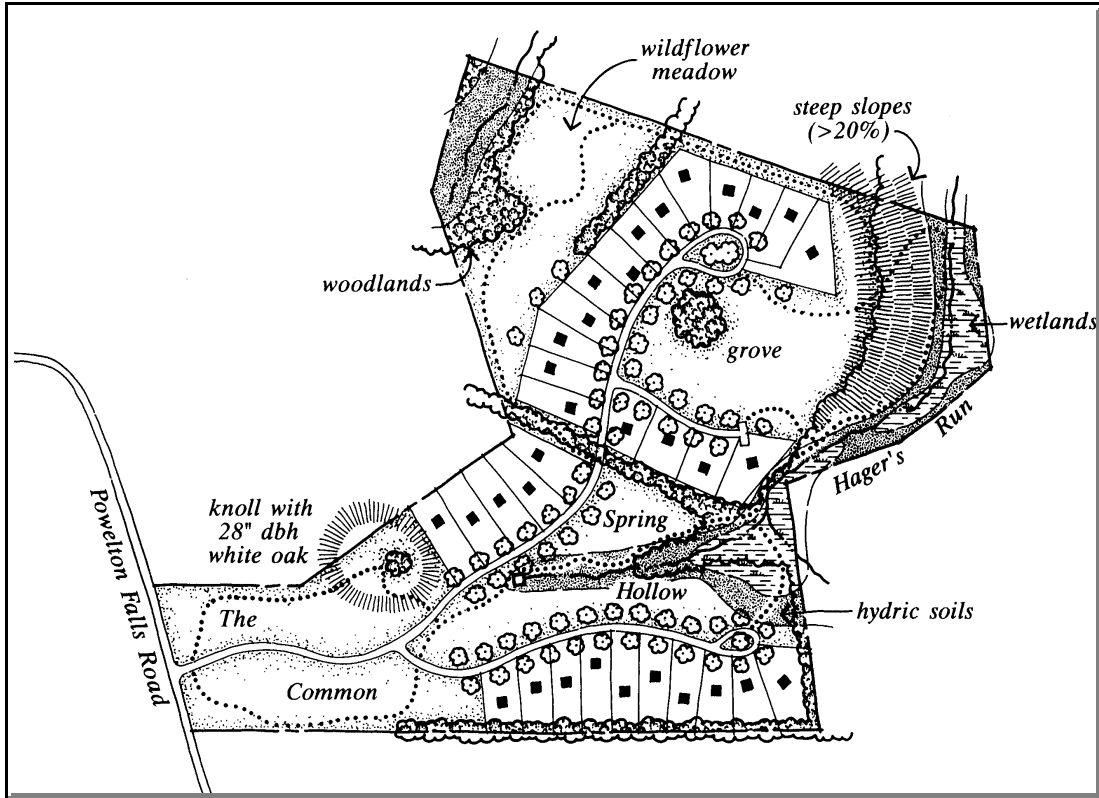 wildflower
meadow
steep slopes
(>20%)
woodlands
wetlands
grove
Hager's
Run
knoll with
28" dbh
white oak
Spring
Hollow
hydric soils
The
Common
Powelton Falls Road